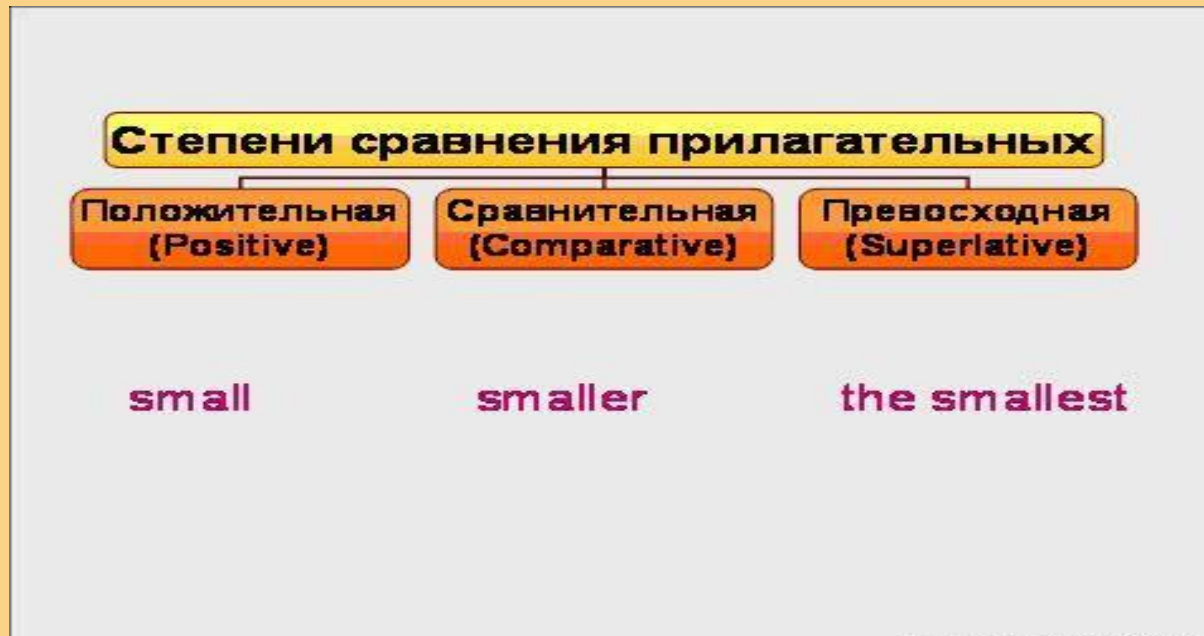 Степени сравнения прилагательных
Положительная
(Positive)
Сравнительная
(Comparative)
Превосходная
(Superlative)
small
smaller
the smallest